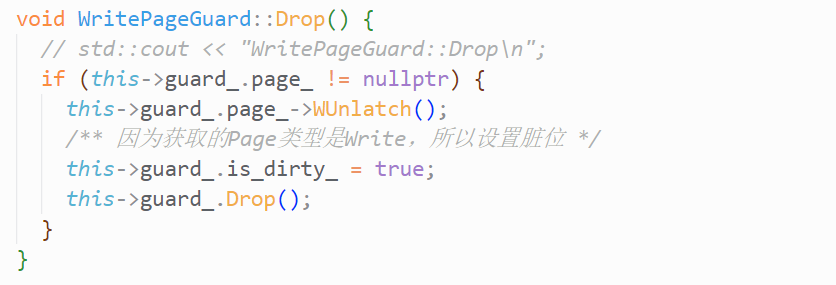 void WritePageGuard::Drop() {
  // std::cout << "WritePageGuard::Drop\n";
  if (this->guard_.page_ != nullptr) {
    this->guard_.page_->WUnlatch();
    /** 因为获取的Page类型是Write，所以设置脏位 */
    this->guard_.is_dirty_ = true;
    this->guard_.Drop();
  }
}